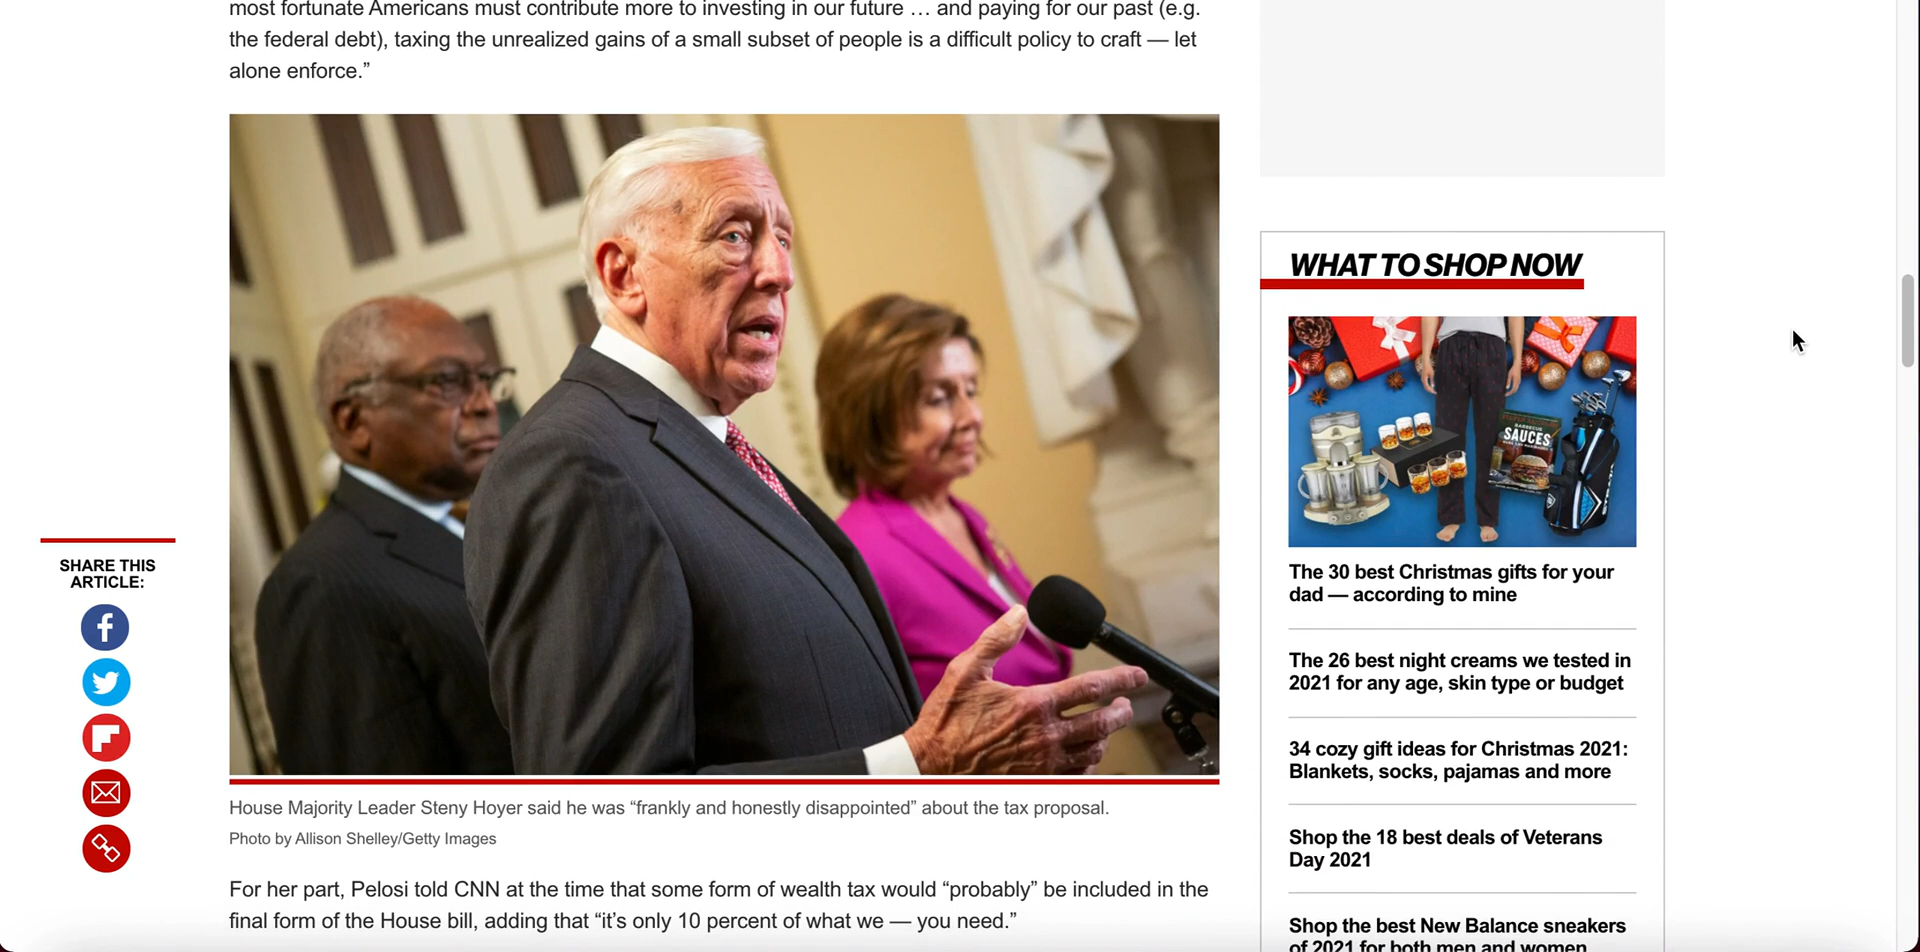 most fortunate Americans must contribute more to investing in our future … and paying for our past (e.g.
the federal debt), taxing the unrealized gains of a small subset of people is a difficult policy to craft — let
alone enforce.”
SHARE THIS
ARTICLE:
House Majority Leader Steny Hoyer said he was “frankly and honestly disappointed” about the tax proposal.
Photo by Allison Shelley/Getty Images
For her part, Pelosi told CNN at the time that some form of wealth tax would “probably” be included in the
final form of the House bill, adding that “it’s only 10 percent of what we — you need.”
WHAT TO SHOP NOW
BARBECUE
SAUCES
The 30 best Christmas gifts for your
dad — according to mine
The 26 best night creams we tested in
2021 for any age, skin type or budget
34 cozy gift ideas for Christmas 2021:
Blankets, socks, pajamas and more
Shop the 18 best deals of Veterans
Day 2021
Shop the best New Balance sneakers
of 2021 for both men and women